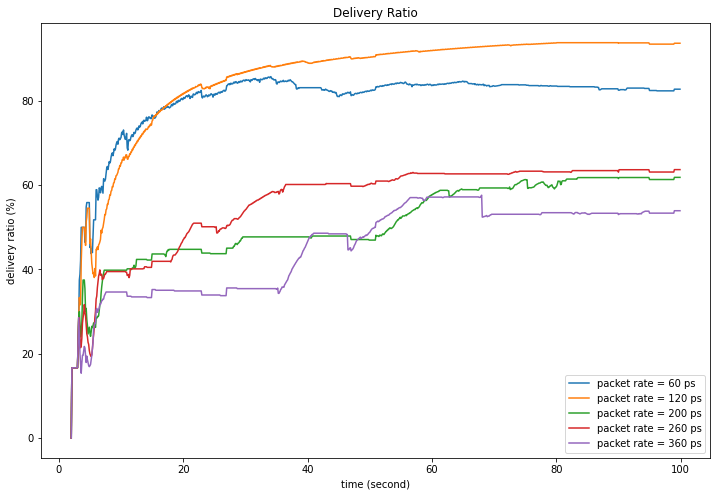 Delivery Ratio
delivery ratio (%)
80
60
40
20
0
0 20 40 60 80 100
time (second)
packet rate = 60 ps
packet rate = 120 ps
packet rate = 200 ps
packet rate = 260 ps
packet rate = 360 ps